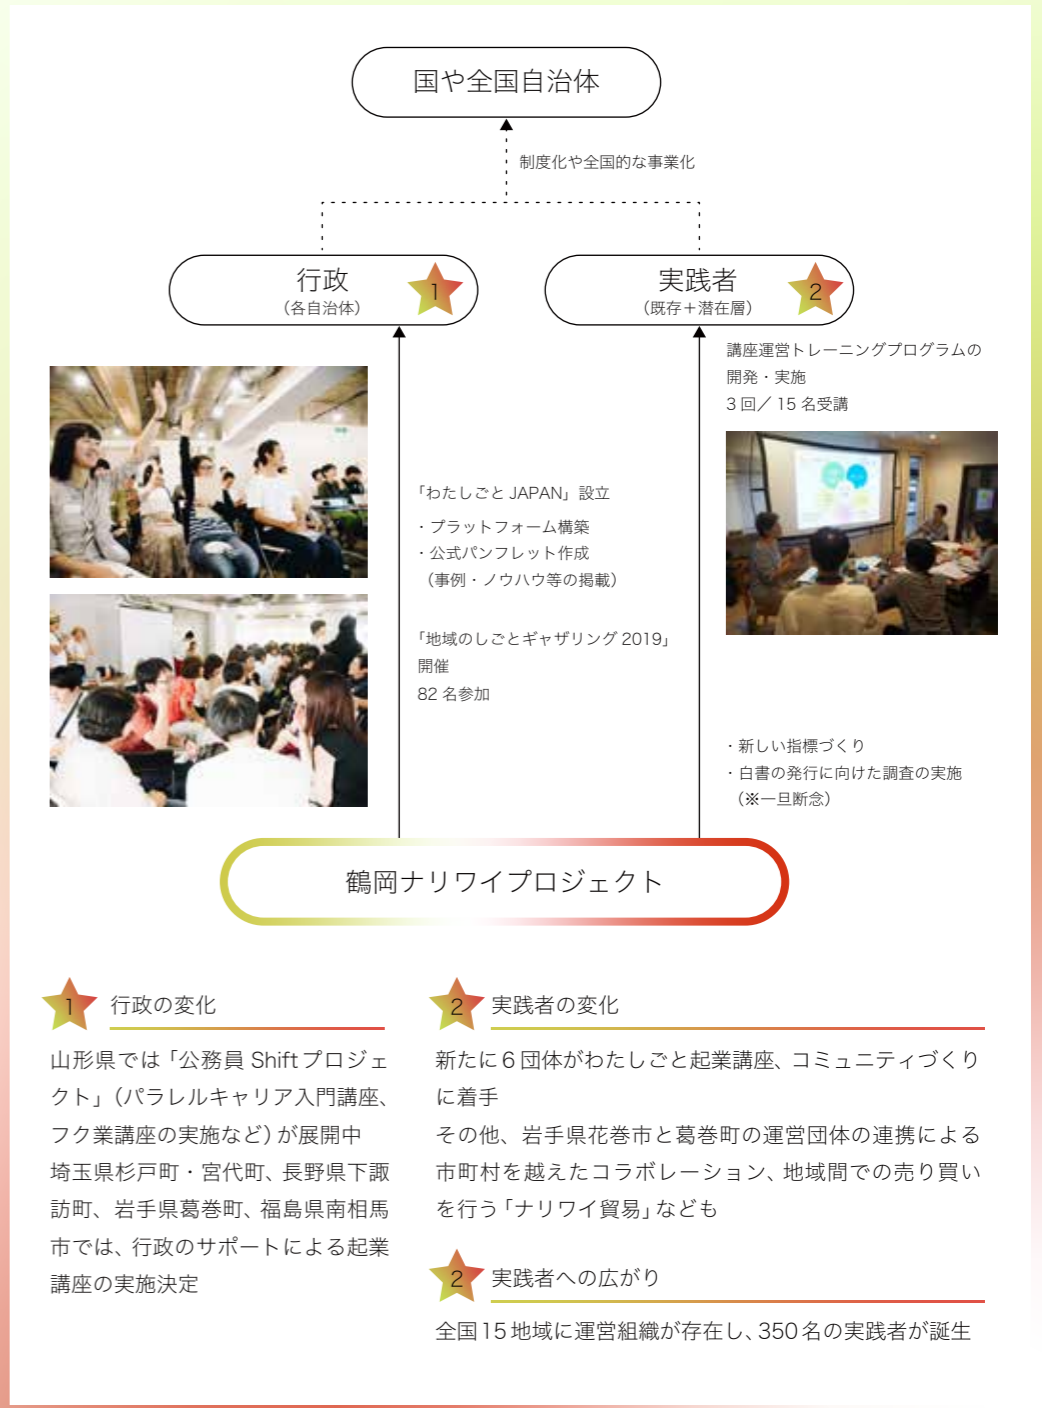 国や全国自治体
制度化や全国的な事業化
行政
（各自治体）
1
実践者
（既存＋潜在層）
2
講座運営トレーニングプログラムの
開発・実施
3 回／ 15 名受講
「わたしごと JAPAN」設立
・プラットフォーム構築
・公式パンフレット作成
（事例・ノウハウ等の掲載）
「地域のしごとギャザリング 2019」
開催
82 名参加
・新しい指標づくり
・白書の発行に向けた調査の実施
（※一旦断念）
鶴岡ナリワイプロジェクト
1 行政の変化
山形県では「公務員 Shift プロジェ
クト」（パラレルキャリア入門講座、
フク業講座の実施など）が展開中
埼玉県杉戸町・宮代町、長野県下諏
訪町、岩手県葛巻町、福島県南相馬
市では、行政のサポートによる起業
講座の実施決定
2 実践者の変化
新たに 6 団体がわたしごと起業講座、コミュニティづくり
に着手
その他、岩手県花巻市と葛巻町の運営団体の連携による
市町村を越えたコラボレーション、地域間での売り買い
を行う「ナリワイ貿易」なども
2 実践者への広がり
全国 15 地域に運営組織が存在し、350 名の実践者が誕生